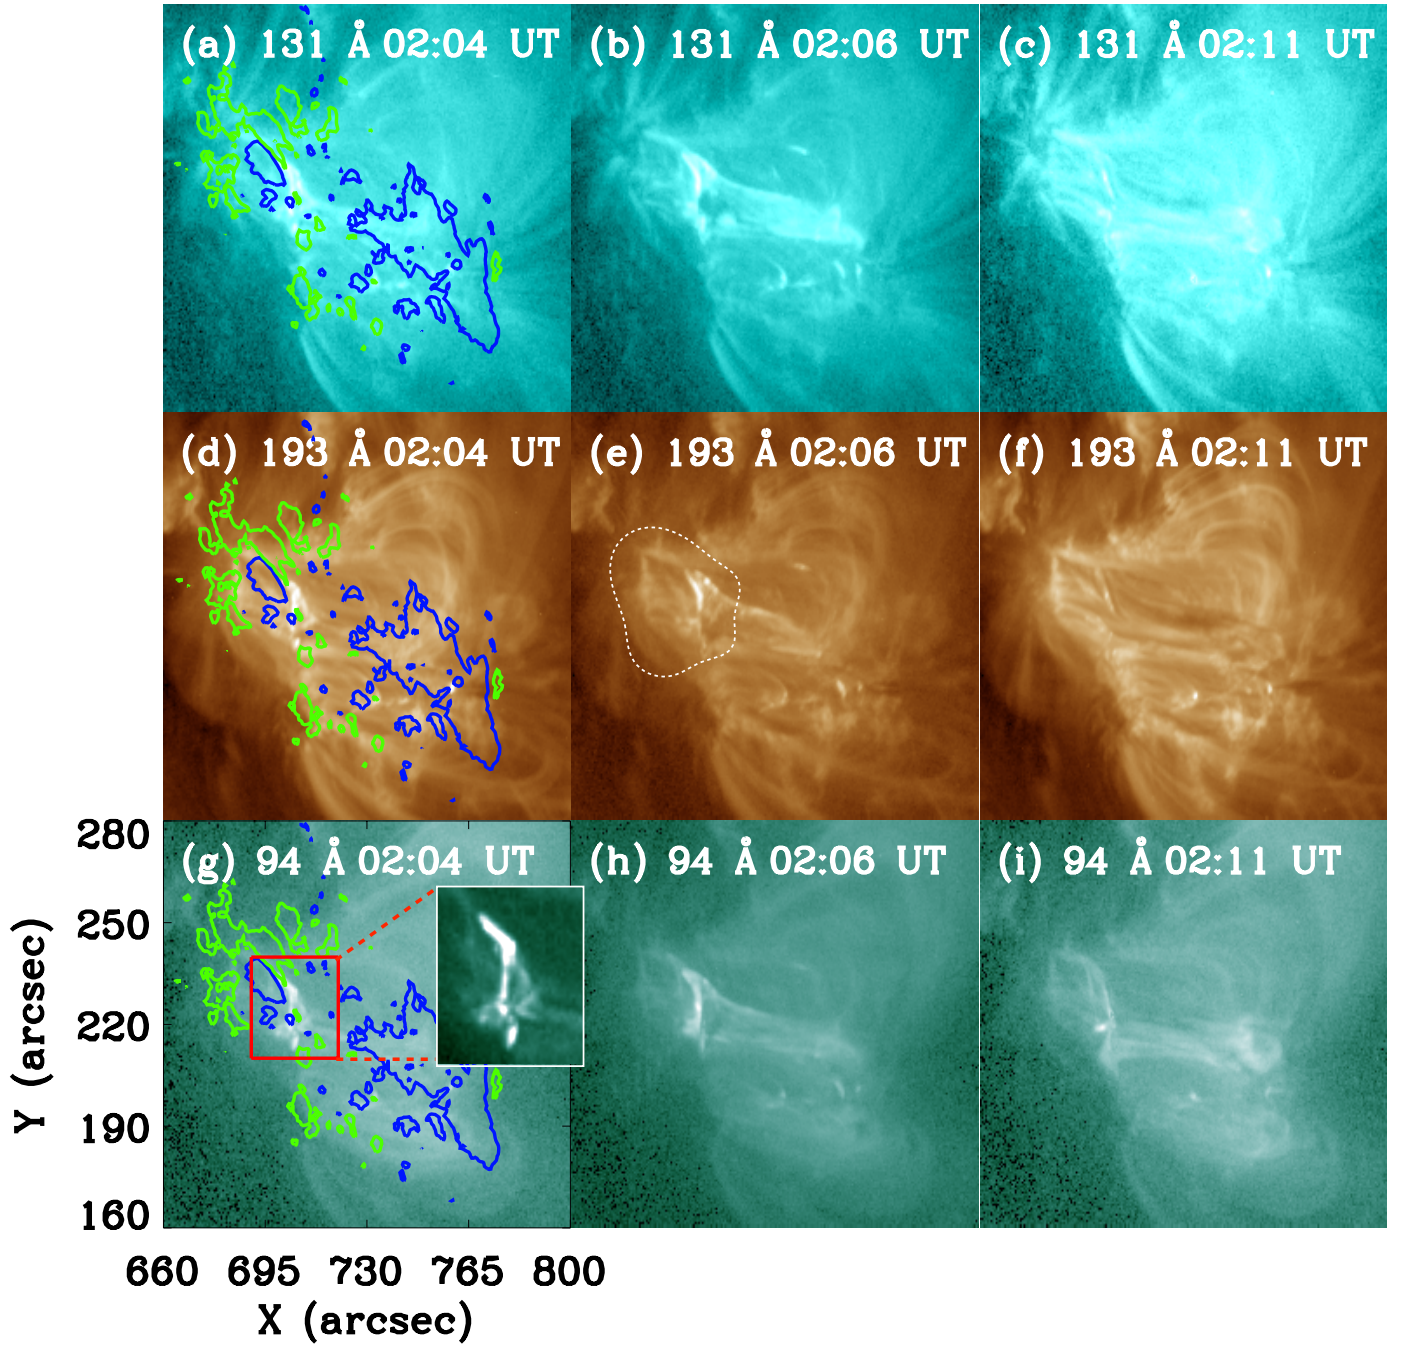 (a) 131 Å 02:04 UT
(b) 131 Å 02:06 UT
(c) 131 Å 02:11 UT
(d) 193 Å 02:04 UT
(e) 193 Å 02:06 UT
(f) 193 Å 02:11 UT
(g) 94 Å 02:04 UT
(h) 94 Å 02:06 UT
(i) 94 Å 02:11 UT
280
250
220
190
160
Y (arcsec)
660 695 730 765 800
X (arcsec)